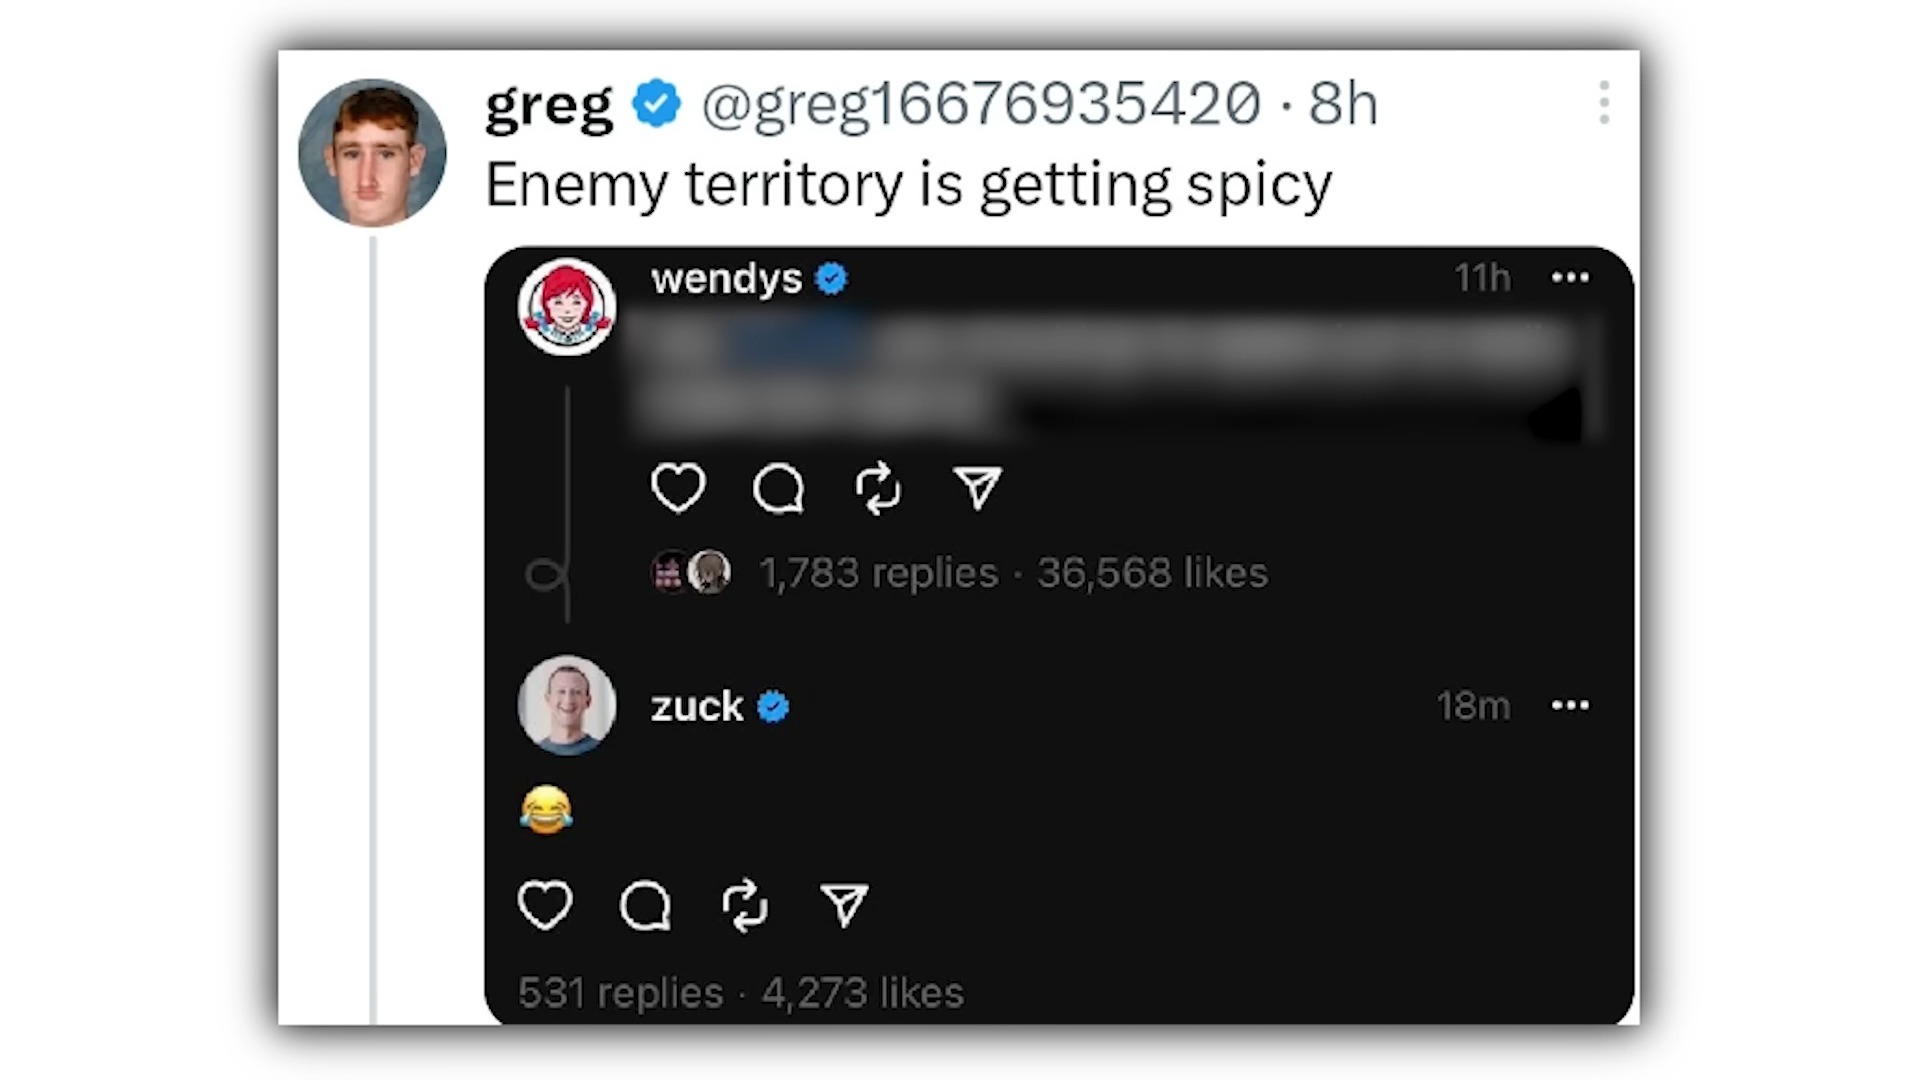 greg @greg16676935420 · 8h
Enemy territory is getting spicy
wendys 11h
1,783 replies · 36,568 likes
zuck 18m
😂
531 replies · 4,273 likes